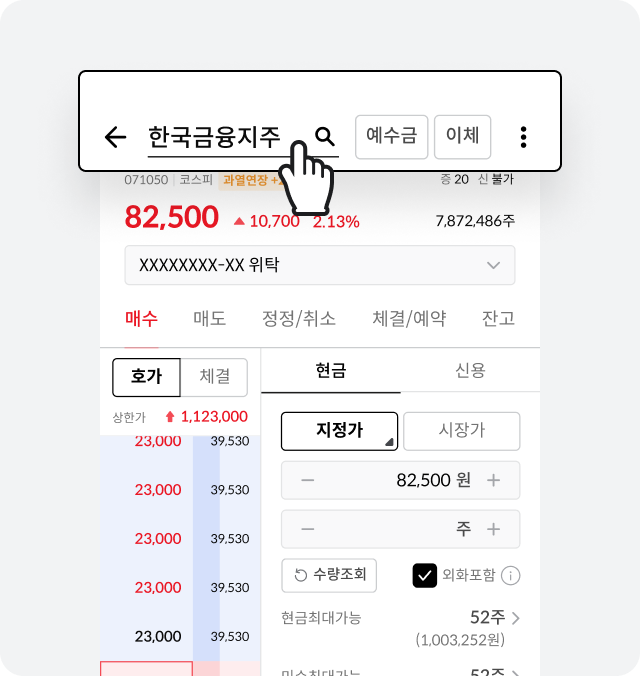 한국금융지주 예수금 이체
071050 코스피 과열연장 증 20 신 불가
82,500 10,700 2.13% 7,872,486주
XXXXXXXX-XX 위탁
매수 매도 정정/취소 체결/예약 잔고
호가 체결 현금 신용
상한가 1,123,000
지정가 시장가
23,000 39,530
82,500 원
23,000 39,530
주
23,000 39,530
수량조회 외화포함
23,000 39,530
현금최대가능 52주
23,000 39,530
(1,003,252원)
미수최대가능 52주